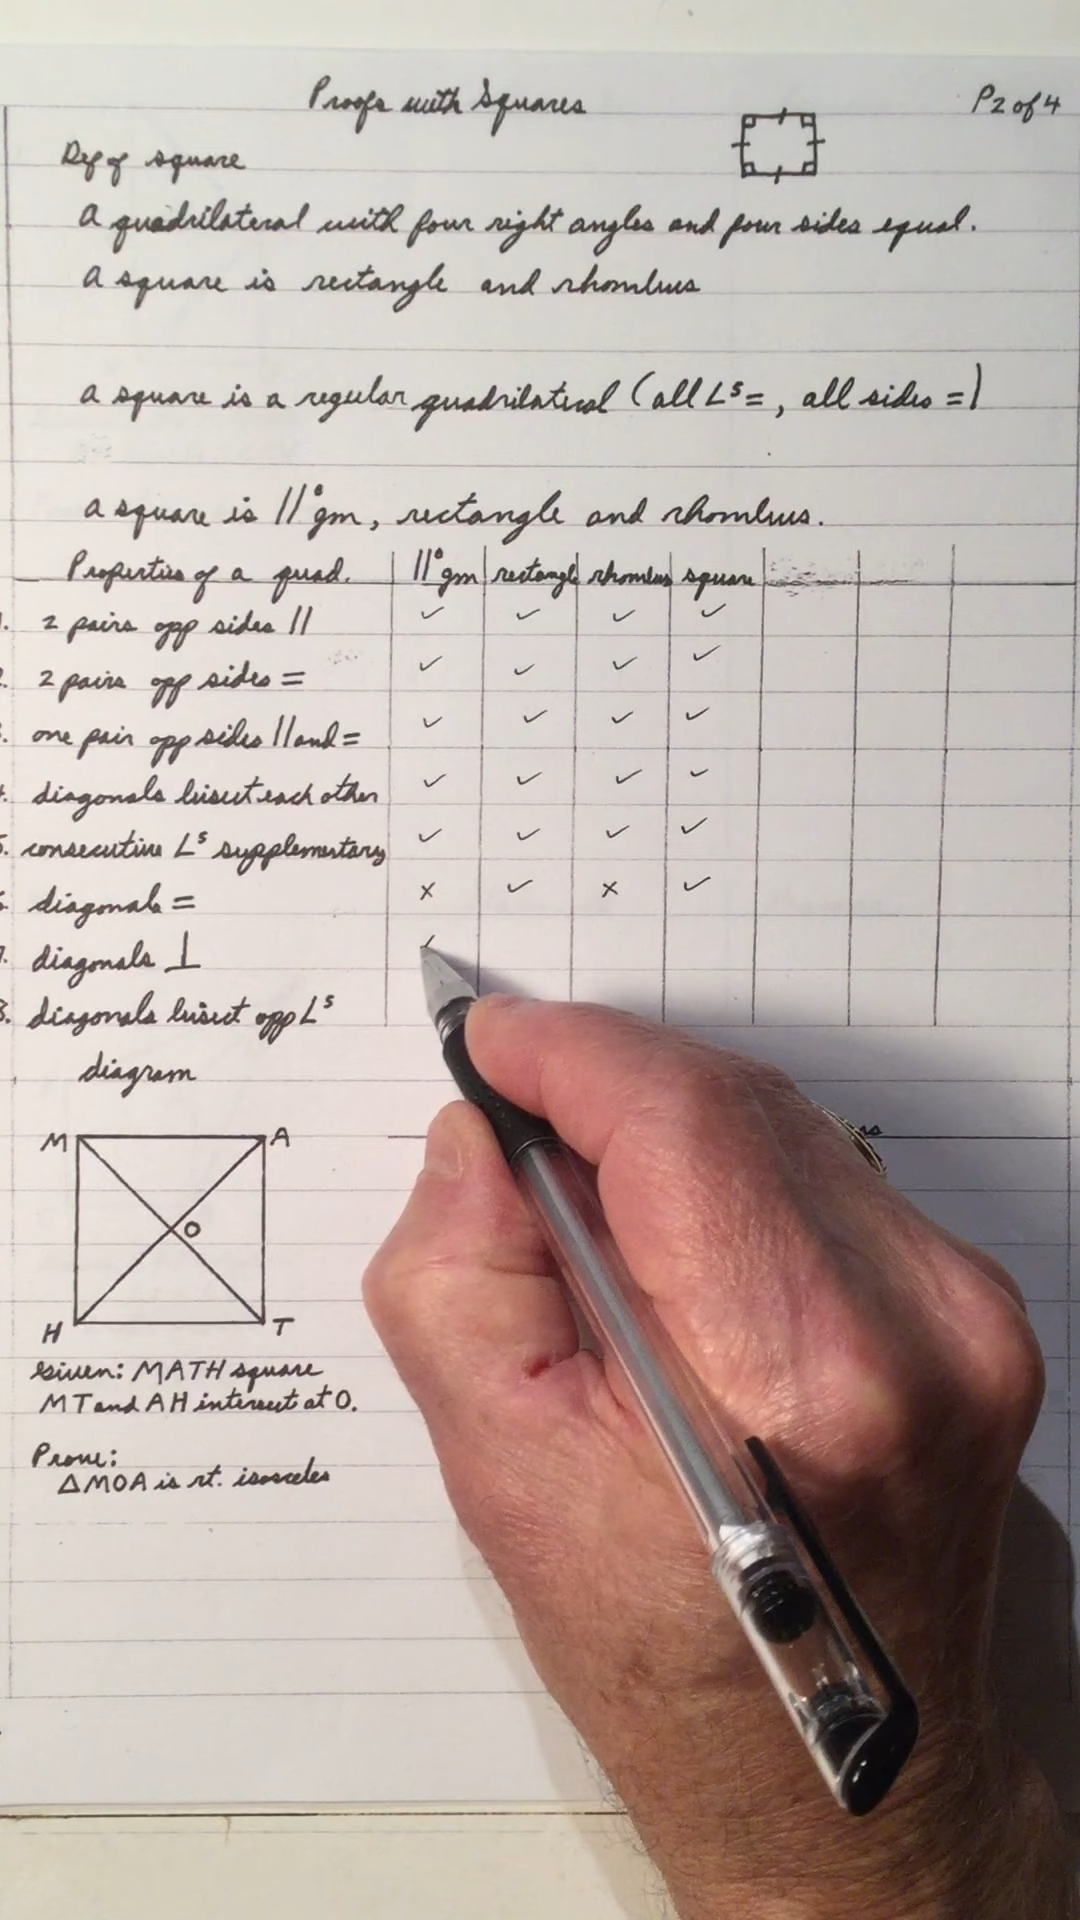 Proofs with Squares
P2 of 4
Def of square
A quadrilateral with four right angles and four sides equal.
A square is rectangle and rhombus
A square is a regular quadrilateral (all Lˢ =, all sides =)
A square is //°gm, rectangle and rhombus.
Properties of a quad. //°gm rectangle rhombus square
1. 2 pairs opp sides // ✓ ✓ ✓ ✓
2. 2 pairs opp sides = ✓ ✓ ✓ ✓
3. one pair opp sides // and = ✓ ✓ ✓ ✓
4. diagonals bisect each other ✓ ✓ ✓ ✓
5. consecutive Lˢ supplementary ✓ ✓ ✓ ✓
6. diagonals = × ✓ × ✓
7. diagonals ⊥
8. diagonals bisect opp Lˢ
diagram
M A
O
H T
Given: MATH square
MT and AH intersect at O.
Prove:
△MOA is rt. isosceles